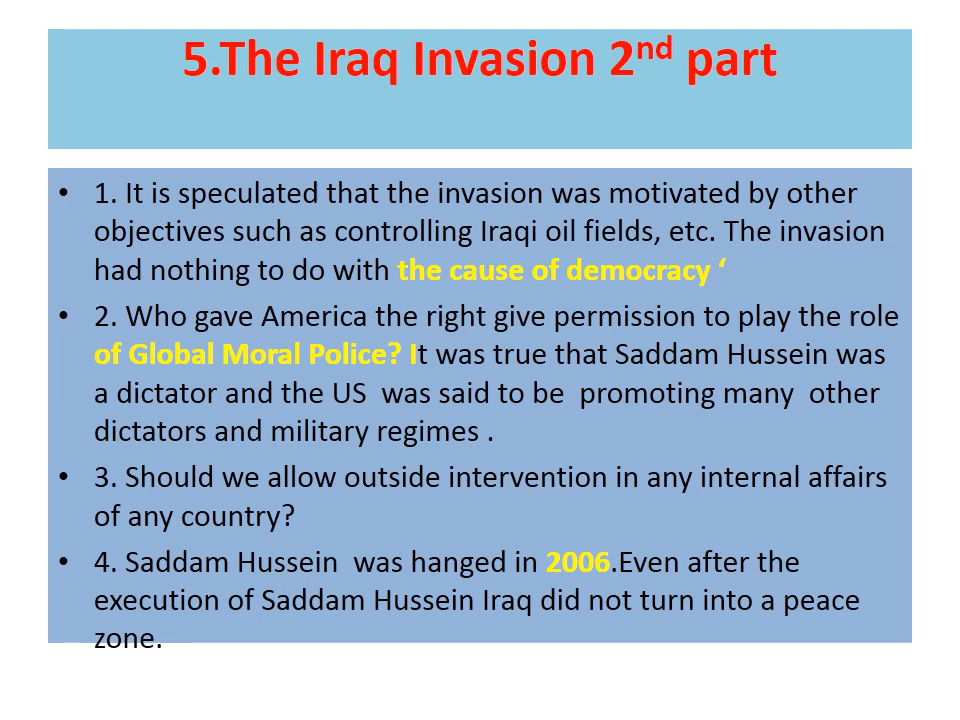 5.The Iraq Invasion 2nd part
• 1. It is speculated that the invasion was motivated by other
objectives such as controlling Iraqi oil fields, etc. The invasion
had nothing to do with the cause of democracy ‘
• 2. Who gave America the right give permission to play the role
of Global Moral Police? It was true that Saddam Hussein was
a dictator and the US  was said to be  promoting many  other
dictators and military regimes .
• 3. Should we allow outside intervention in any internal affairs
of any country?
• 4. Saddam Hussein  was hanged in 2006.Even after the
execution of Saddam Hussein Iraq did not turn into a peace
zone.